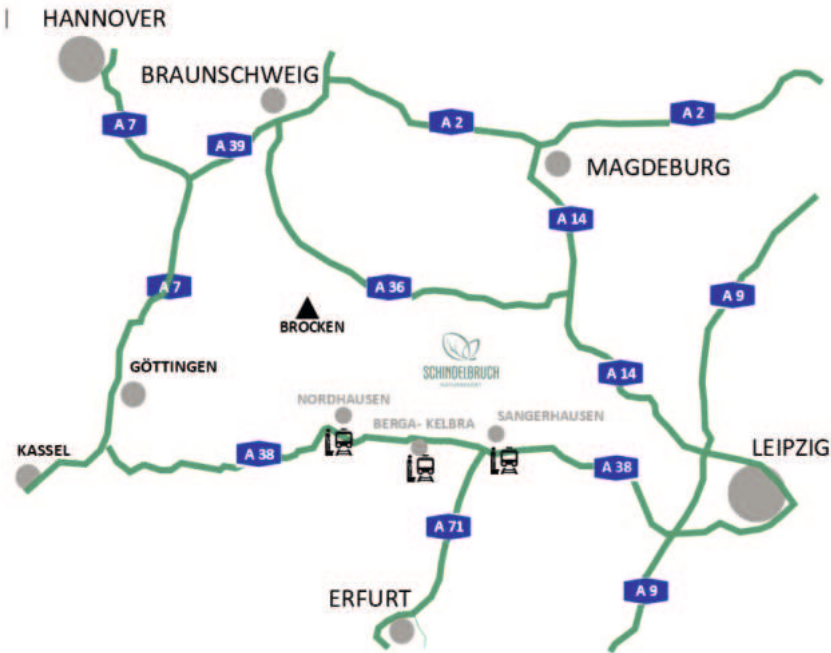 HANNOVER
BRAUNSCHWEIG
A 7
A 39
A 2
A 2
MAGDEBURG
A 14
A 7
A 36
A 9
BROCKEN
SCHINDELBRUCH
NATURRESORT
GÖTTINGEN
A 14
NORDHAUSEN
BERGA- KELBRA
SANGERHAUSEN
KASSEL
A 38
A 38
LEIPZIG
A 71
A 9
ERFURT